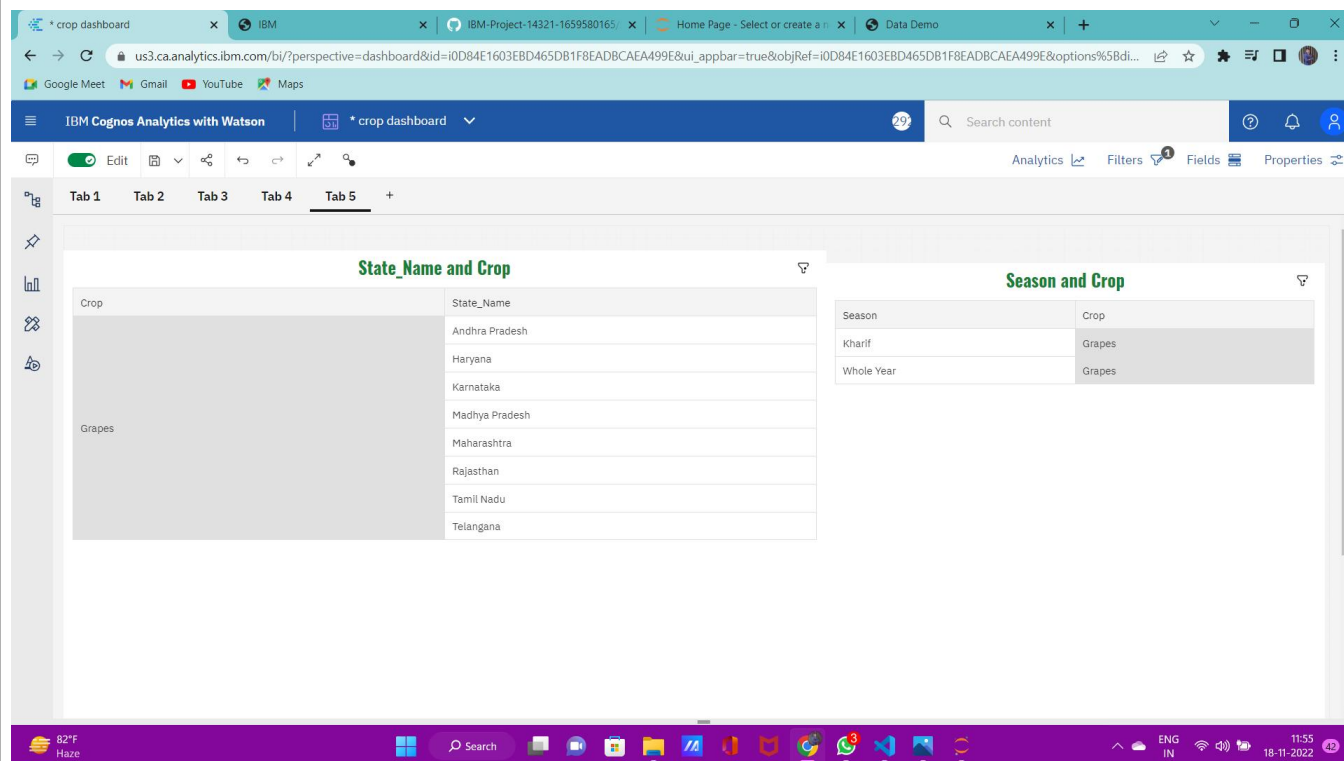 * crop dashboard
IBM
IBM-Project-14321-1659580165/
Home Page - Select or create a n
Data Demo
us3.ca.analytics.ibm.com/bi/?perspective=dashboard&id=i0D84E1603EBD465DB1F8EADBCAEA499E&ui_appbar=true&objRef=i0D84E1603EBD465DB1F8EADBCAEA499E&options%5Bdi...
Google Meet Gmail YouTube Maps
IBM Cognos Analytics with Watson
* crop dashboard
292
Search content
Edit
Analytics Filters 1 Fields Properties
Tab 1 Tab 2 Tab 3 Tab 4 Tab 5 +
State_Name and Crop
Crop State_Name
Grapes
Andhra Pradesh
Haryana
Karnataka
Madhya Pradesh
Maharashtra
Rajasthan
Tamil Nadu
Telangana
Season and Crop
Season Crop
Kharif Grapes
Whole Year Grapes
82°F
Haze
Search
3
ENG
IN
11:55
18-11-2022
42